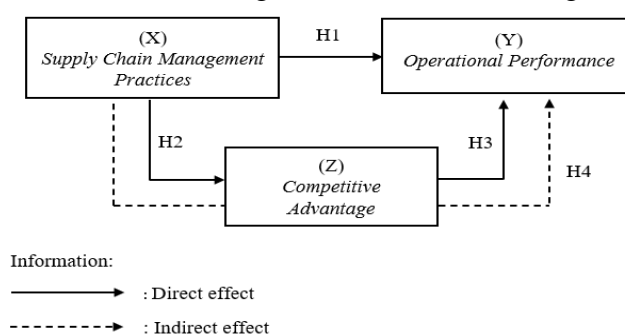 (X)
Supply Chain Management
Practices
H1
(Y)
Operational Performance
H2
(Z)
Competitive
Advantage
H3
H4
Information:
: Direct effect
: Indirect effect